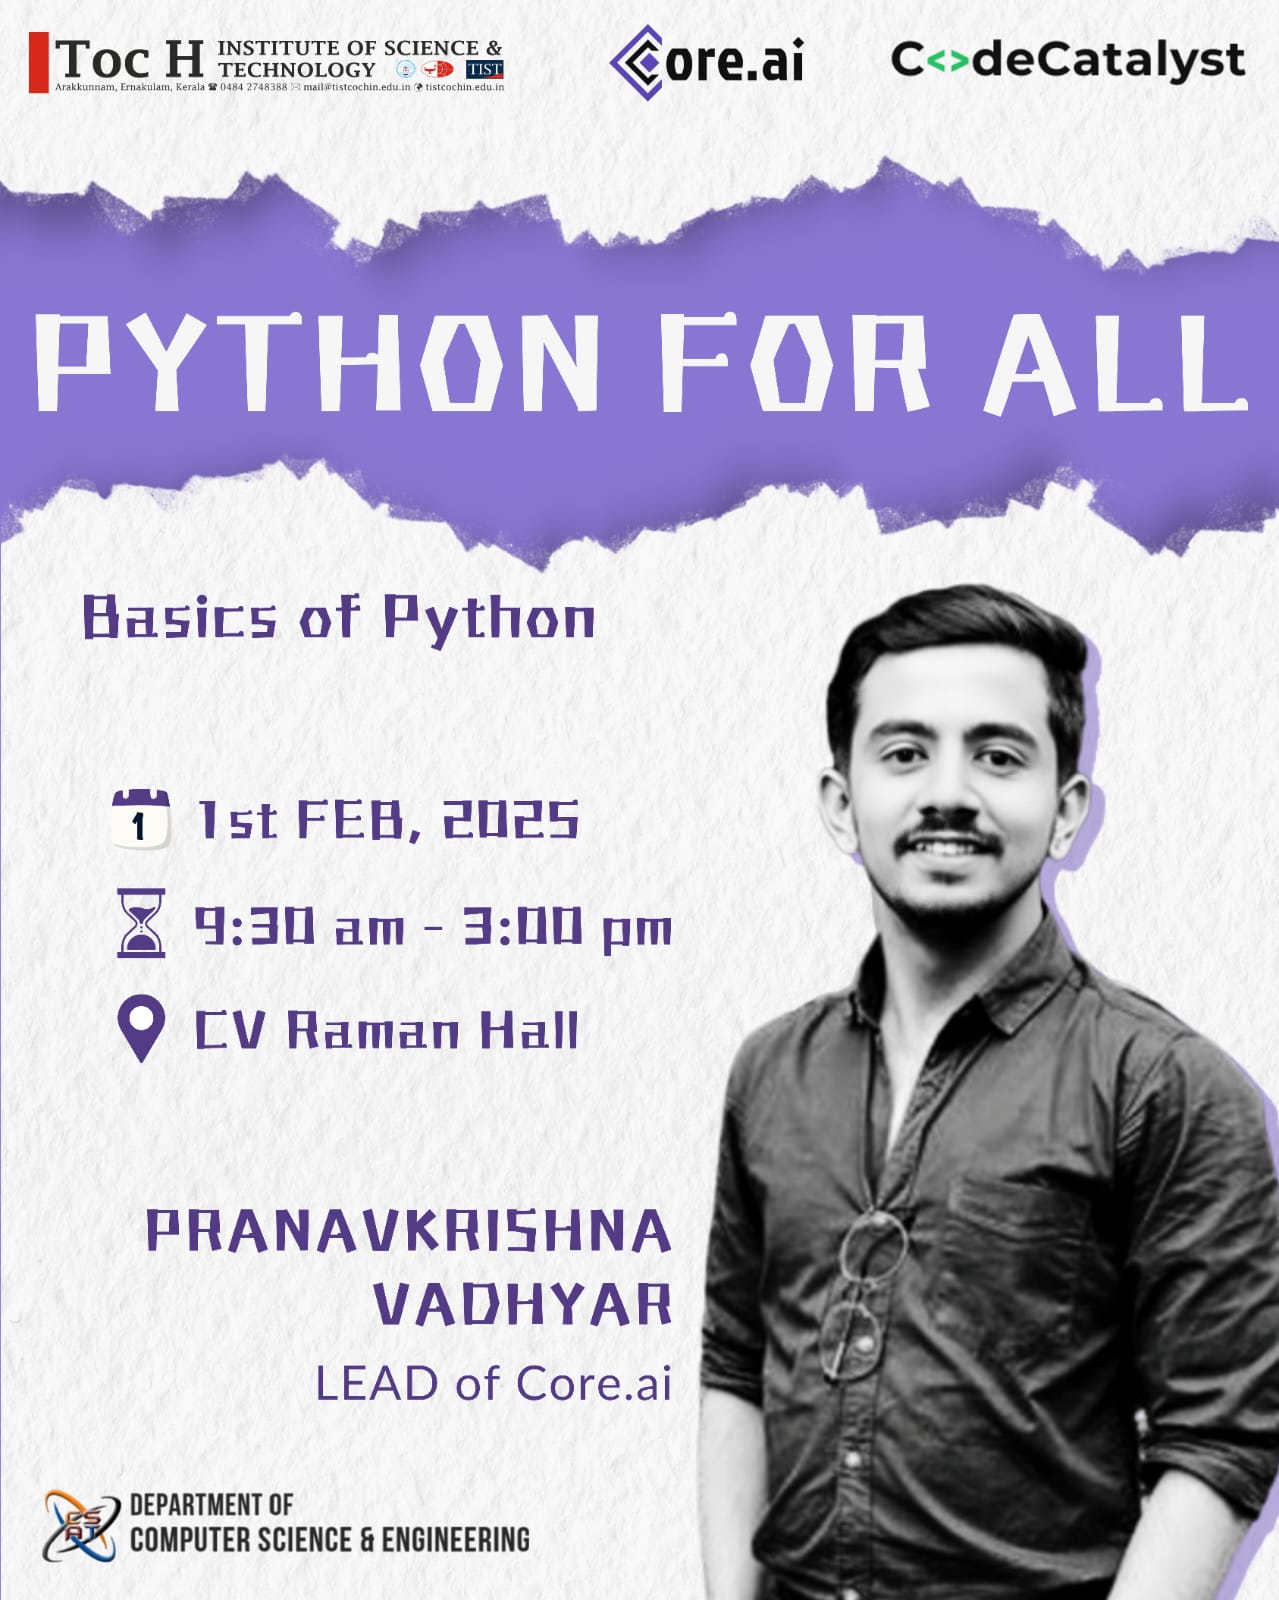 Toc H INSTITUTE OF SCIENCE &
TECHNOLOGY TIST
Arakkunnam, Ernakulam, Kerala ☎ 0484 2748388 ✉ mail@tistcochin.edu.in tistcochin.edu.in
Core.ai
C<>deCatalyst
PYTHON FOR ALL
Basics of Python
1
1st FEB, 2025
9:30 am - 3:00 pm
CV Raman Hall
PRANAVKRISHNA
VADHYAR
LEAD of Core.ai
DEPARTMENT OF
COMPUTER SCIENCE & ENGINEERING